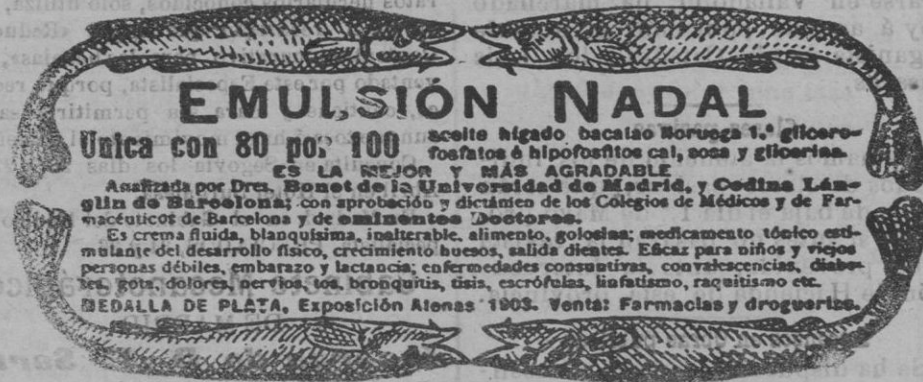 EMULSIÓN NADAL
Única con 80 por 100 aceite hígado bacalao Noruega 1.ª glicero-
fosfatos é hipofosfitos cal, sosa y glicerina.
ES LA MEJOR Y MÁS AGRADABLE
Analizada por Dres. Bonet de la Universidad de Madrid, y Codina Län-
glin de Barcelona; con aprobación y dictámen de los Colegios de Médicos y de Far-
macéuticos de Barcelona y de eminentes Doctores.
Es crema fluida, blanquísima, inalterable, alimento, golosina; medicamento tónico esti-
mulante del desarrollo físico, crecimiento huesos, salida dientes. Eficaz para niños y viejos
personas débiles, embarazo y lactancia; enfermedades consuntivas, convalescencias, diabe-
tes, gota, dolores, nerviosos, bronquitis, tisis, escrófulas, linfatismo, raquitismo etc.
MEDALLA DE PLATA, Exposición Atenas 1903. Venta: Farmacias y droguerías.